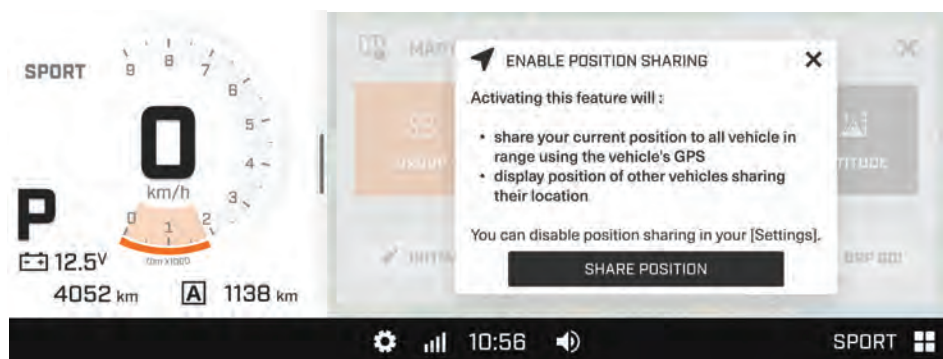 SPORT
9
8
7
6
5
4
3
2
1
0
0
km/h
P
rpm x1000
12.5V
4052 km
A 1138 km
ENABLE POSITION SHARING
Activating this feature will :
• share your current position to all vehicle in
range using the vehicle's GPS
• display position of other vehicles sharing
their location
You can disable position sharing in your [Settings].
SHARE POSITION
10:56
SPORT